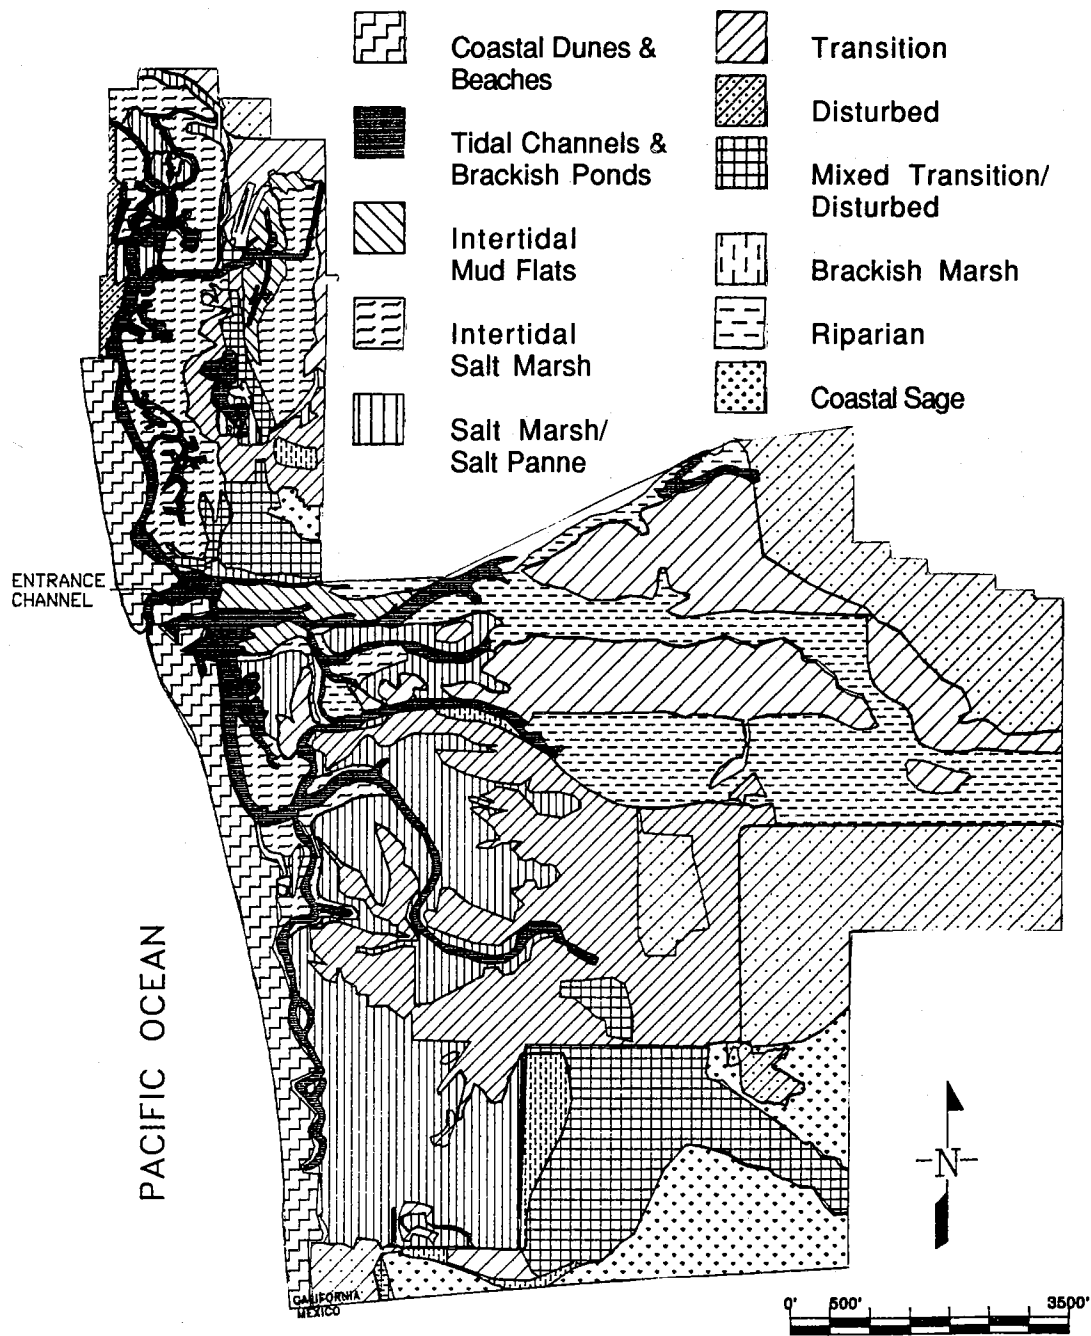 Coastal Dunes &
Beaches
Tidal Channels &
Brackish Ponds
Intertidal
Mud Flats
Intertidal
Salt Marsh
Salt Marsh/
Salt Panne
Transition
Disturbed
Mixed Transition/
Disturbed
Brackish Marsh
Riparian
Coastal Sage
ENTRANCE
CHANNEL
PACIFIC OCEAN
N
CALIFORNIA
MEXICO
0' 500' 3500'